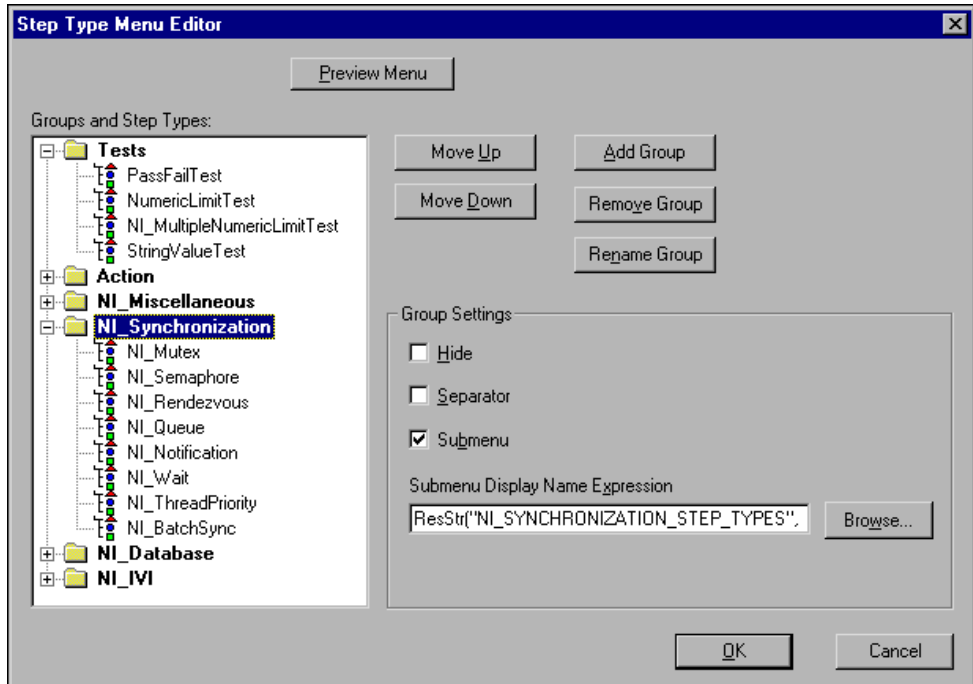 Step Type Menu Editor
Preview Menu
Groups and Step Types:
Tests
PassFailTest
NumericLimitTest
NI_MultipleNumericLimitTest
StringValueTest
Action
NI_Miscellaneous
NI_Synchronization
NI_Mutex
NI_Semaphore
NI_Rendezvous
NI_Queue
NI_Notification
NI_Wait
NI_ThreadPriority
NI_BatchSync
NI_Database
NI_IVI
Move Up
Add Group
Move Down
Remove Group
Rename Group
Group Settings
Hide
Separator
Submenu
Submenu Display Name Expression
ResStr("NI_SYNCHRONIZATION_STEP_TYPES",
Browse...
OK
Cancel